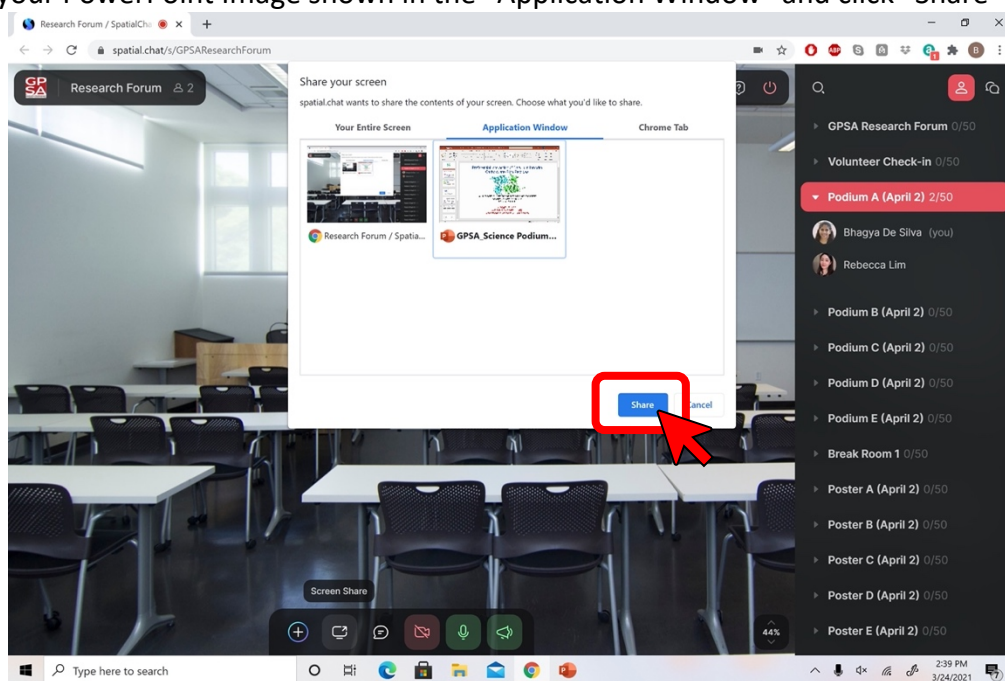 your PowerPoint image shown in the "Application Window" and click "Share"
Research Forum / SpatialCha
spatial.chat/s/GPSAResearchForum
ABP
GPSA
Research Forum 2
Share your screen
spatial.chat wants to share the contents of your screen. Choose what you'd like to share.
Your Entire Screen Application Window Chrome Tab
Research Forum / Spatia... GPSA_Science Podium...
Share Cancel
GPSA Research Forum 0/50
Volunteer Check-in 0/50
Podium A (April 2) 2/50
Bhagya De Silva (you)
Rebecca Lim
Podium B (April 2) 0/50
Podium C (April 2) 0/50
Podium D (April 2) 0/50
Podium E (April 2) 0/50
Break Room 1 0/50
Poster A (April 2) 0/50
Poster B (April 2) 0/50
Poster C (April 2) 0/50
Poster D (April 2) 0/50
Poster E (April 2) 0/50
Screen Share
44%
Type here to search
2:39 PM
3/24/2021